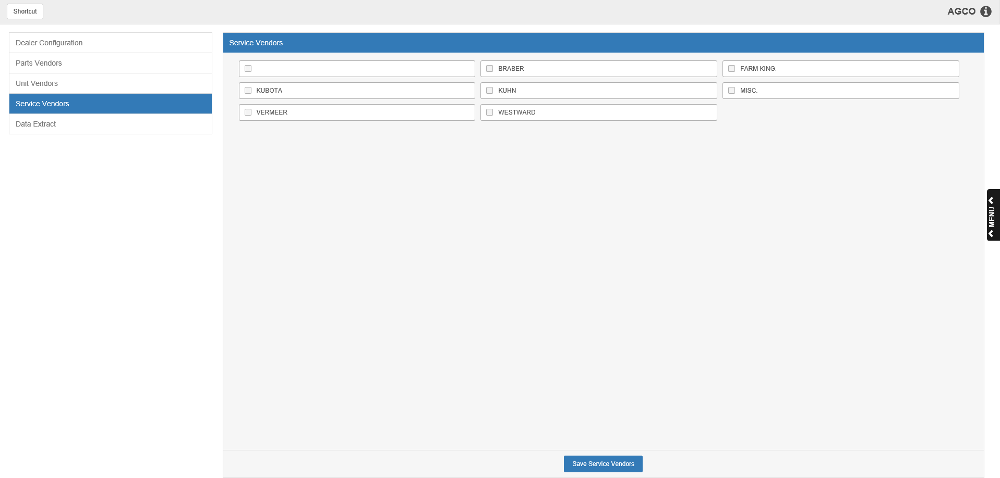 Shortcut
AGCO
Dealer Configuration
Parts Vendors
Unit Vendors
Service Vendors
Data Extract
Service Vendors
BRABER
FARM KING.
KUBOTA
KUHN
MISC.
VERMEER
WESTWARD
MENU
Save Service Vendors